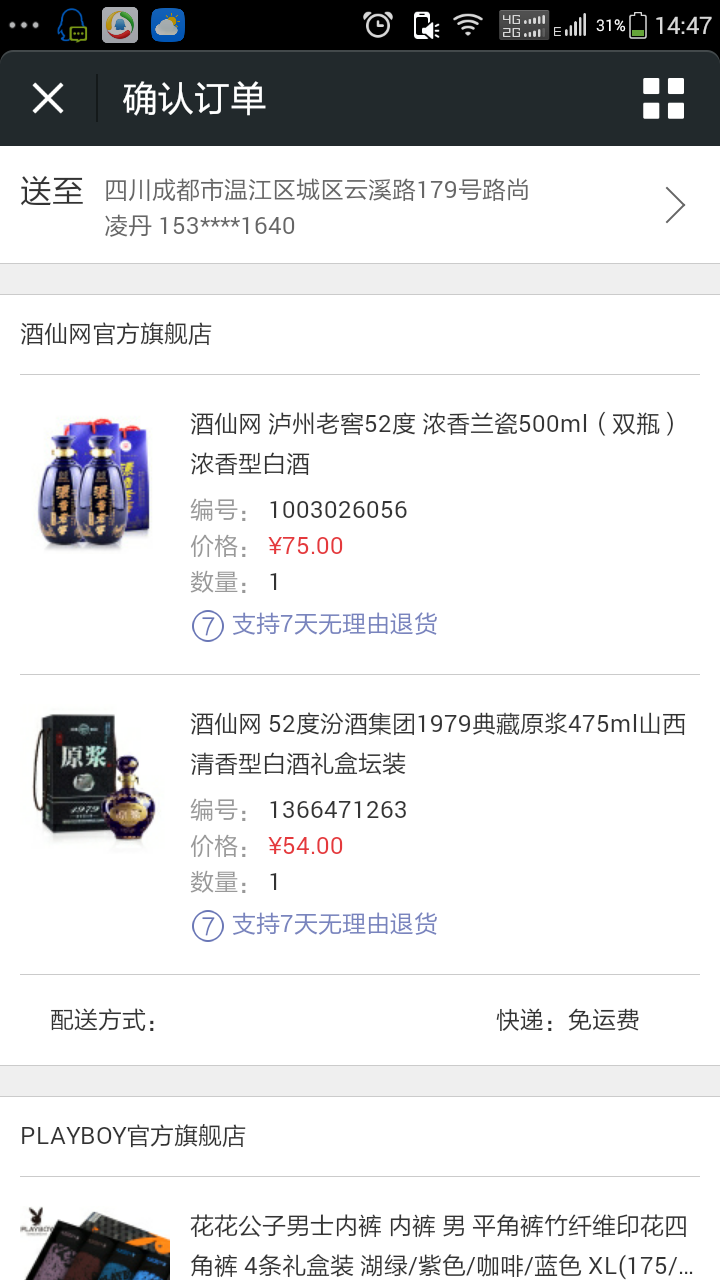 4G
2G
E
31%
14:47
确认订单
送至
四川成都市温江区城区云溪路179号路尚
凌丹 153****1640
酒仙网官方旗舰店
酒仙网 泸州老窖52度 浓香兰瓷500ml（双瓶）
浓香型白酒
编号： 1003026056
价格： ¥75.00
数量： 1
⑦ 支持7天无理由退货
酒仙网 52度汾酒集团1979典藏原浆475ml山西
清香型白酒礼盒坛装
原浆
1979
编号： 1366471263
价格： ¥54.00
数量： 1
⑦ 支持7天无理由退货
配送方式： 快递：免运费
PLAYBOY官方旗舰店
PLAYBOY
花花公子男士内裤 内裤 男 平角裤竹纤维印花四
角裤 4条礼盒装 湖绿/紫色/咖啡/蓝色 XL(175/...